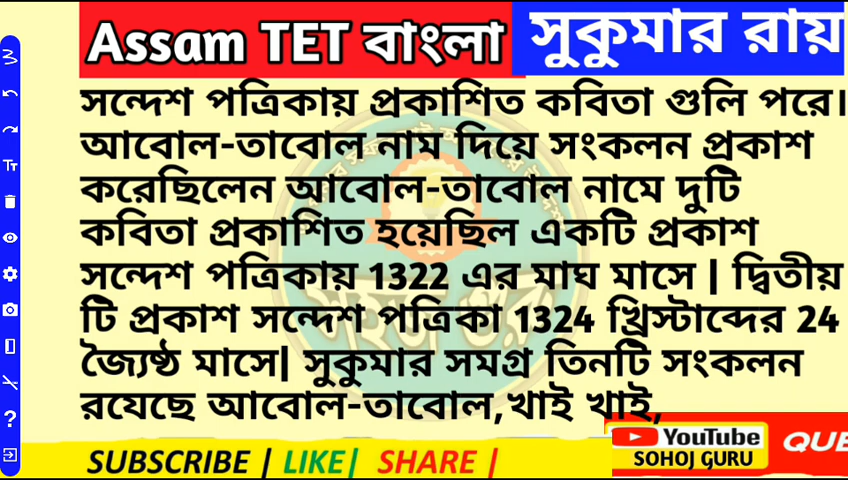 Assam TET বাংলা
সুকুমার রায়
সন্দেশ পত্রিকায় প্রকাশিত কবিতা গুলি পরে।
আবোল-তাবোল নাম দিয়ে সংকলন প্রকাশ
করেছিলেন আবোল-তাবোল নামে দুটি
কবিতা প্রকাশিত হয়েছিল একটি প্রকাশ
সন্দেশ পত্রিকায় 1322 এর মাঘ মাসে | দ্বিতীয়
টি প্রকাশ সন্দেশ পত্রিকা 1324 খ্রিস্টাব্দের 24
জ্যৈষ্ঠ মাসে| সুকুমার সমগ্র তিনটি সংকলন
রযেছে আবোল-তাবোল,খাই খাই,
SUBSCRIBE | LIKE| SHARE |
YouTube
SOHOJ GURU
QUE